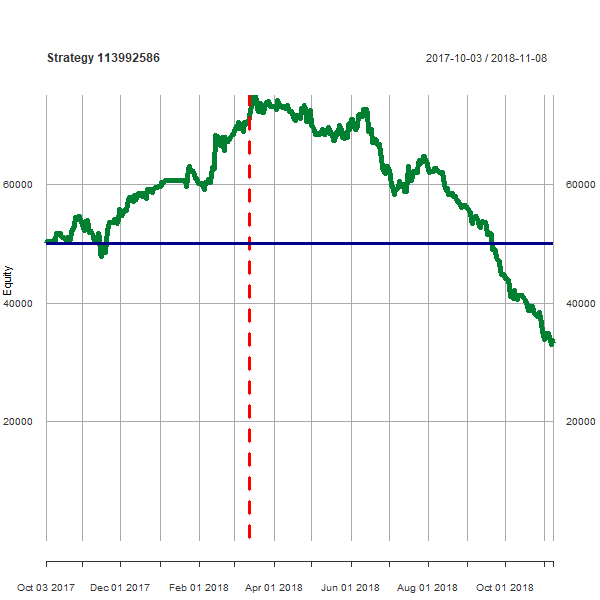 Strategy 113992586 2017-10-03 / 2018-11-08
60000 60000
40000 40000
20000 20000
Equity
Oct 03 2017 Dec 01 2017 Feb 01 2018 Apr 01 2018 Jun 01 2018 Aug 01 2018 Oct 01 2018